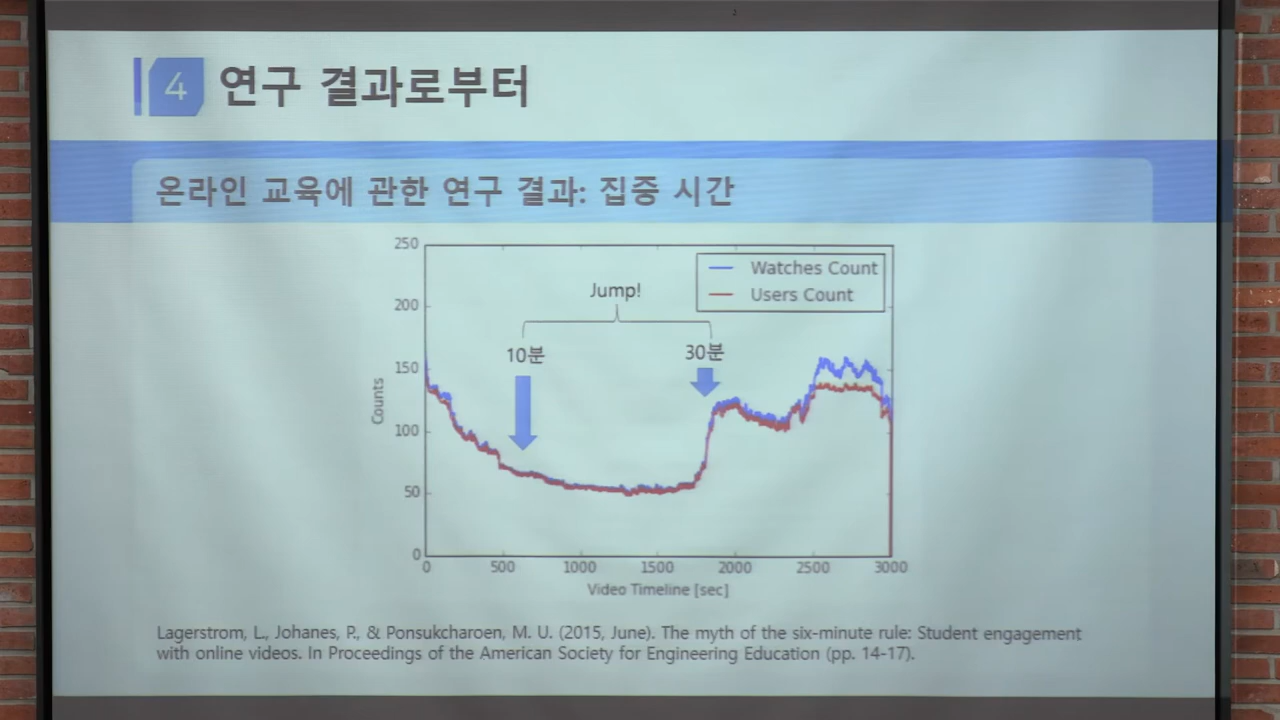 4 연구 결과로부터
온라인 교육에 관한 연구 결과: 집중 시간
250
200
150
100
50
0
Counts
Watches Count
Users Count
Jump!
10분
30분
0 500 1000 1500 2000 2500 3000
Video Timeline [sec]
Lagerstrom, L., Johanes, P., & Ponsukcharoen, M. U. (2015, June). The myth of the six-minute rule: Student engagement
with online videos. In Proceedings of the American Society for Engineering Education (pp. 14-17).